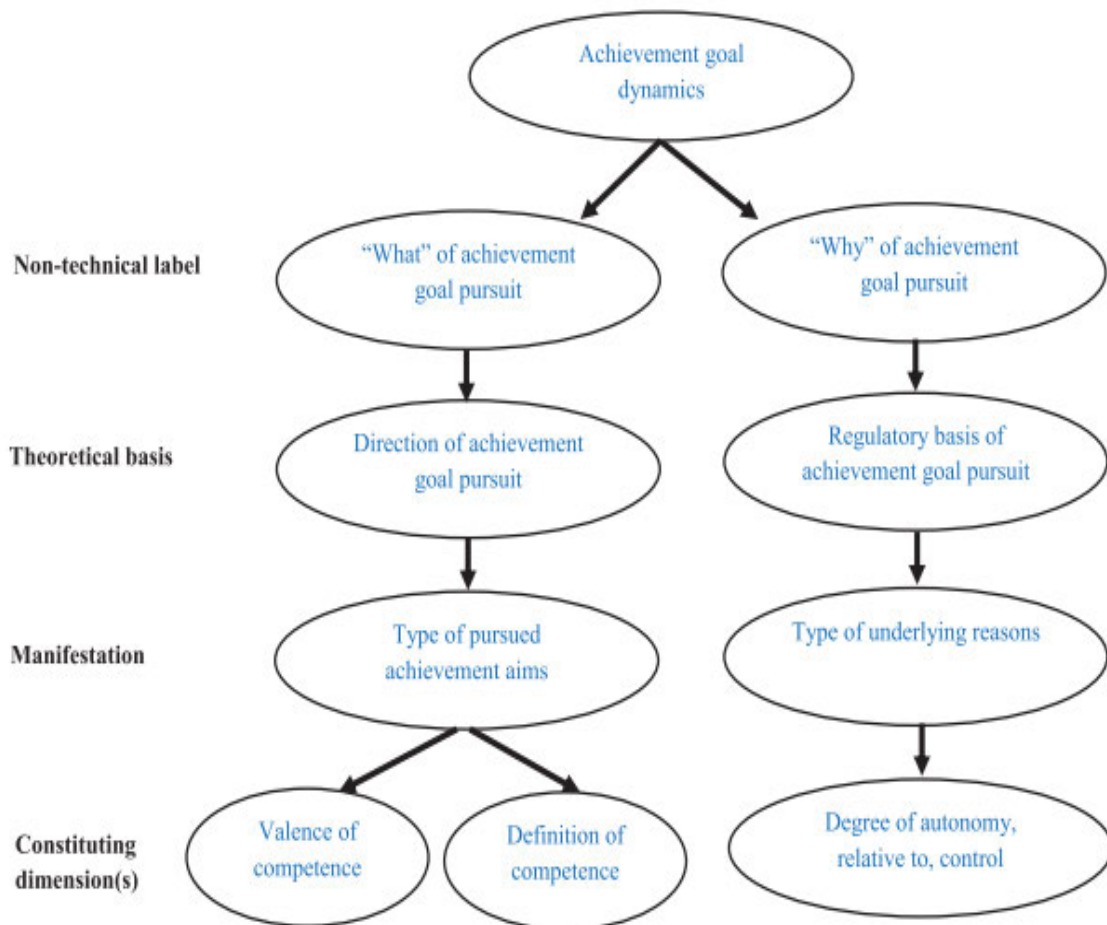 Achievement goal
dynamics
Non-technical label
“What” of achievement
goal pursuit
“Why” of achievement
goal pursuit
Theoretical basis
Direction of achievement
goal pursuit
Regulatory basis of
achievement goal pursuit
Manifestation
Type of pursued
achievement aims
Type of underlying reasons
Constituting
dimension(s)
Valence of
competence
Definition of
competence
Degree of autonomy,
relative to, control